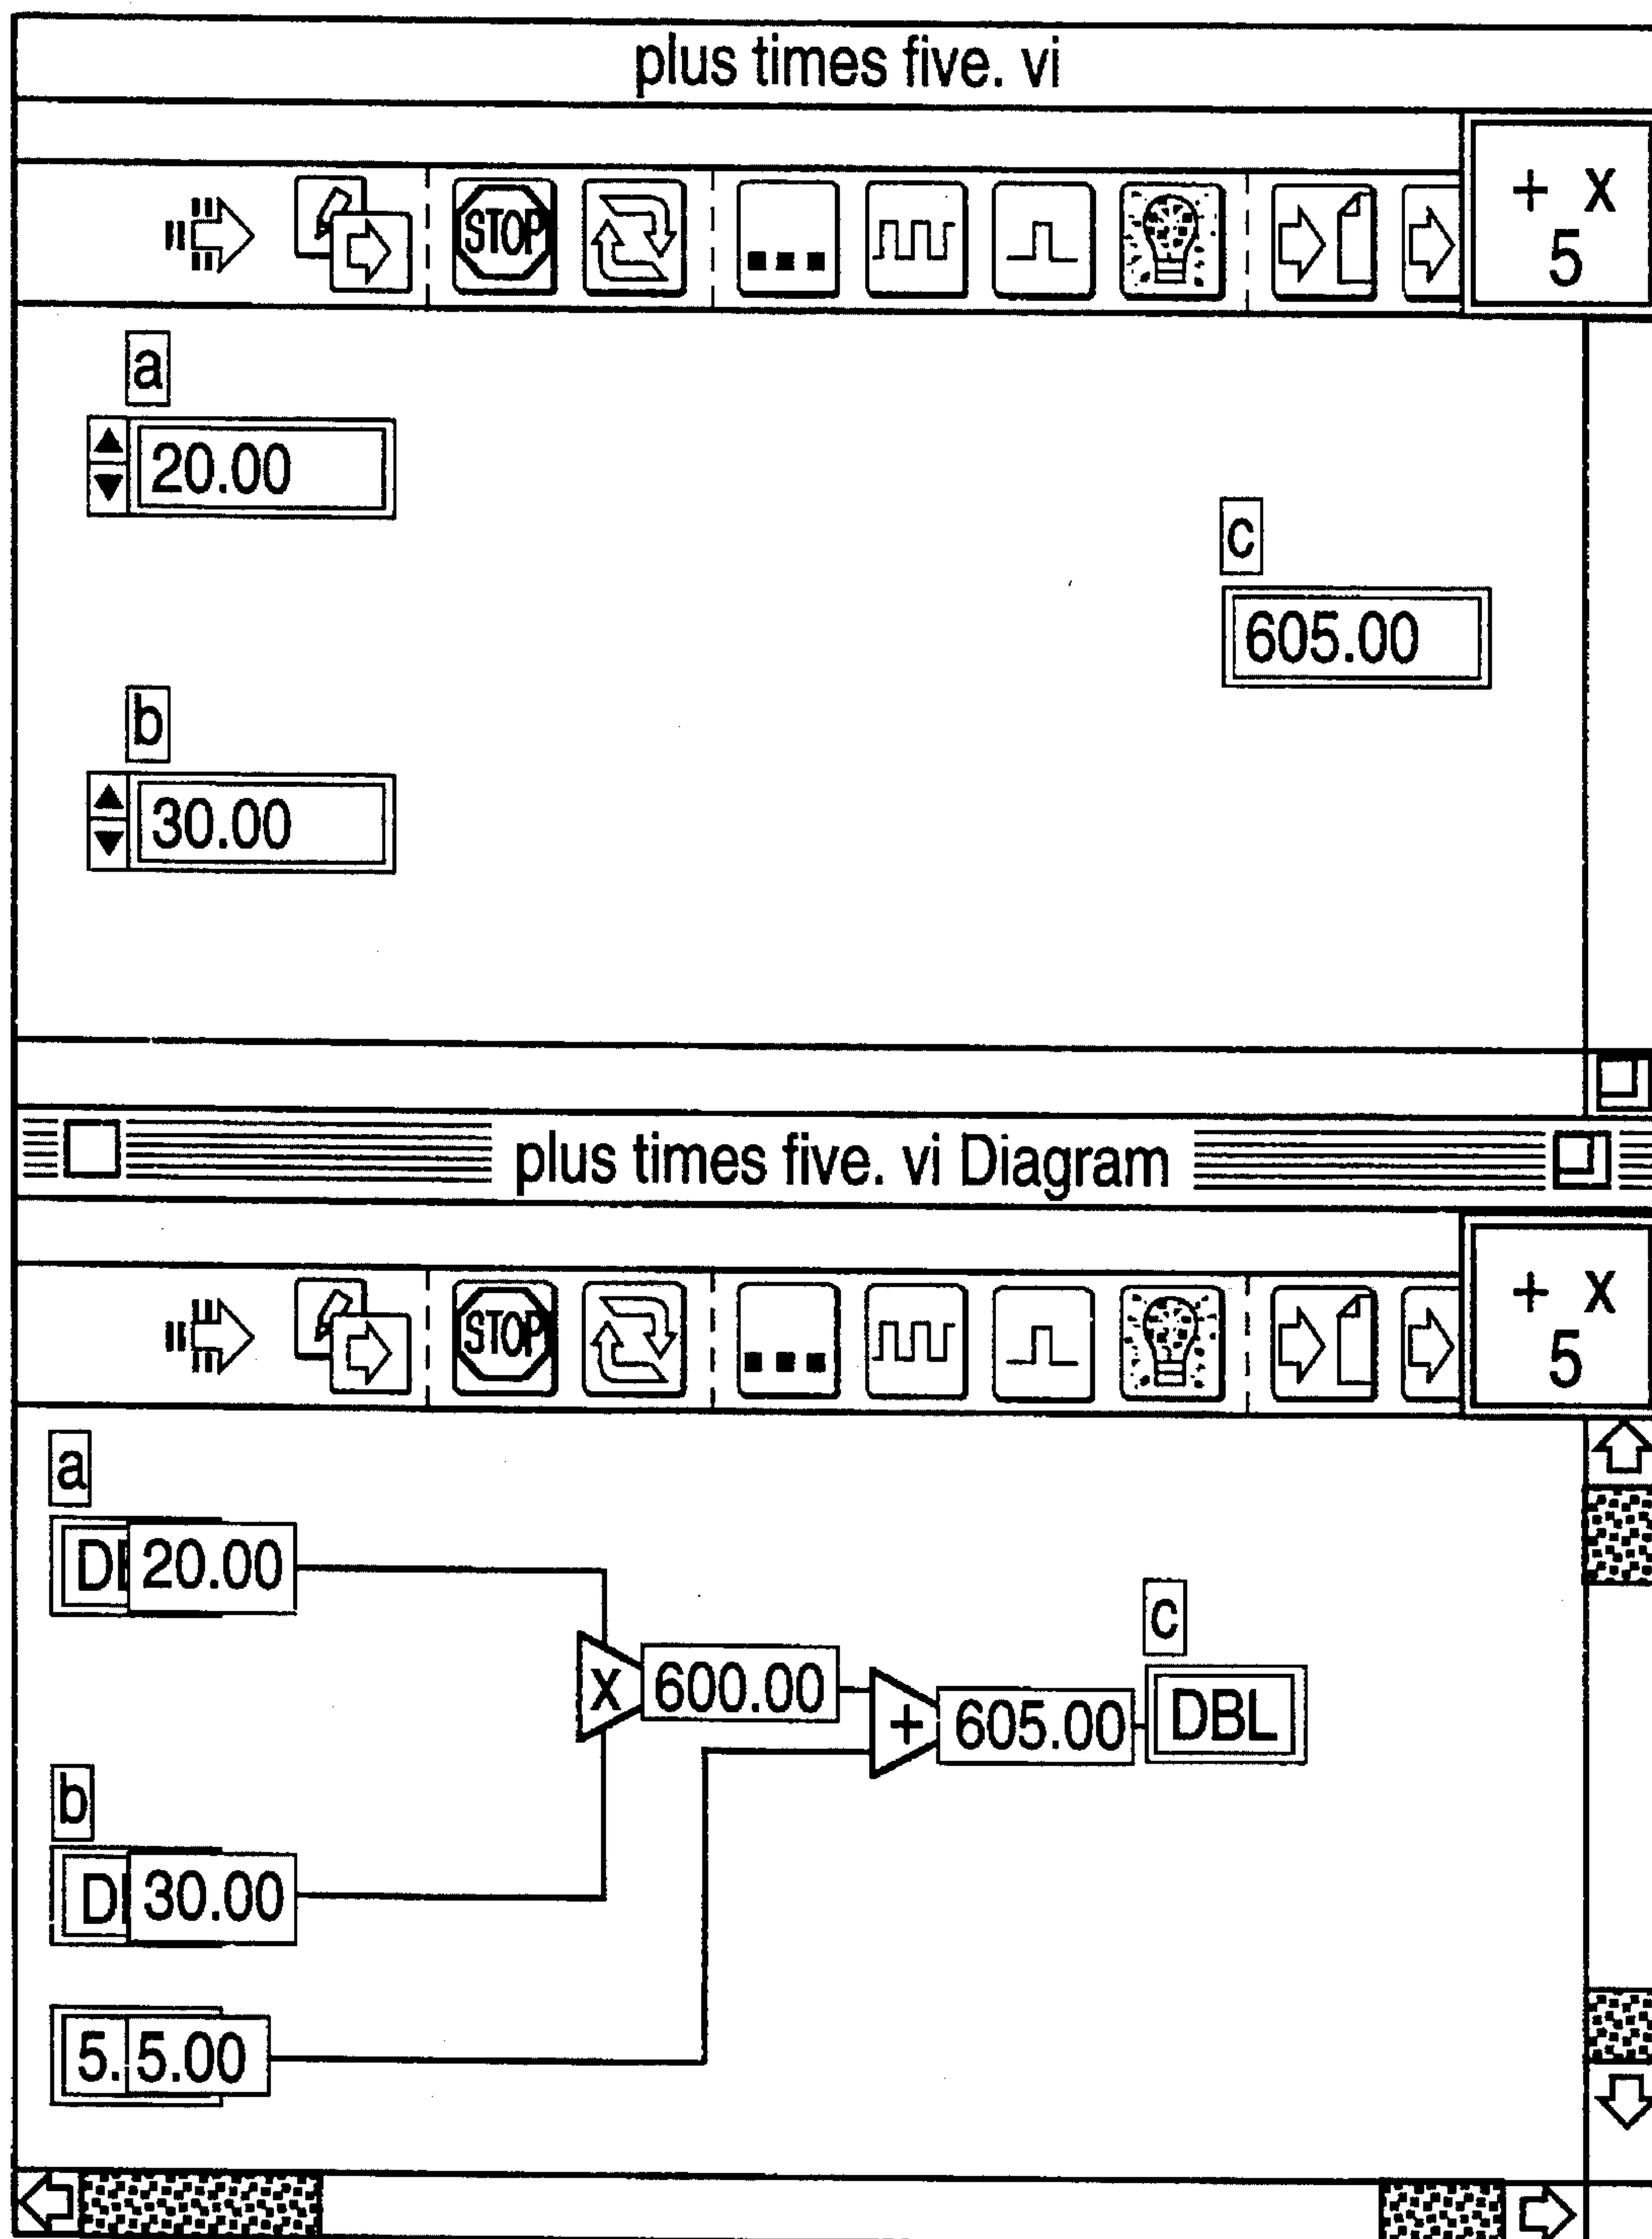 plus times five. vi
STOP
+ x
5
a
20.00
c
605.00
b
30.00
plus times five. vi Diagram
STOP
+ x
5
a
20.00
c
x 600.00
+ 605.00 DBL
b
30.00
5. 5.00